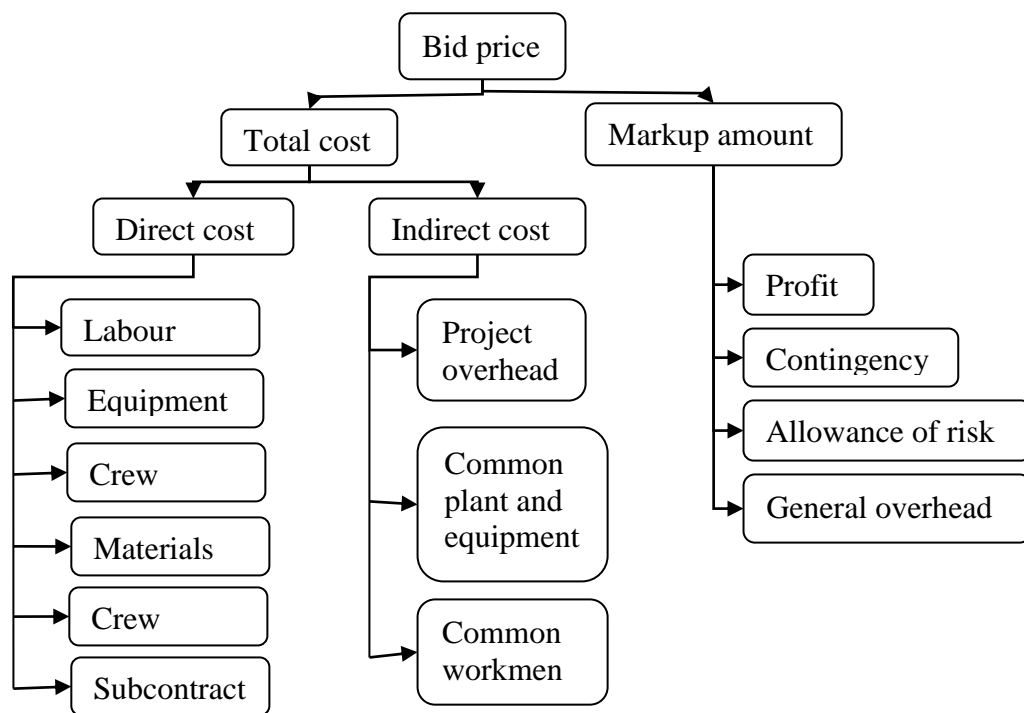 Bid price
Total cost
Markup amount
Direct cost
Indirect cost
Labour
Equipment
Crew
Materials
Crew
Subcontract
Project
overhead
Common
plant and
equipment
Common
workmen
Profit
Contingency
Allowance of risk
General overhead